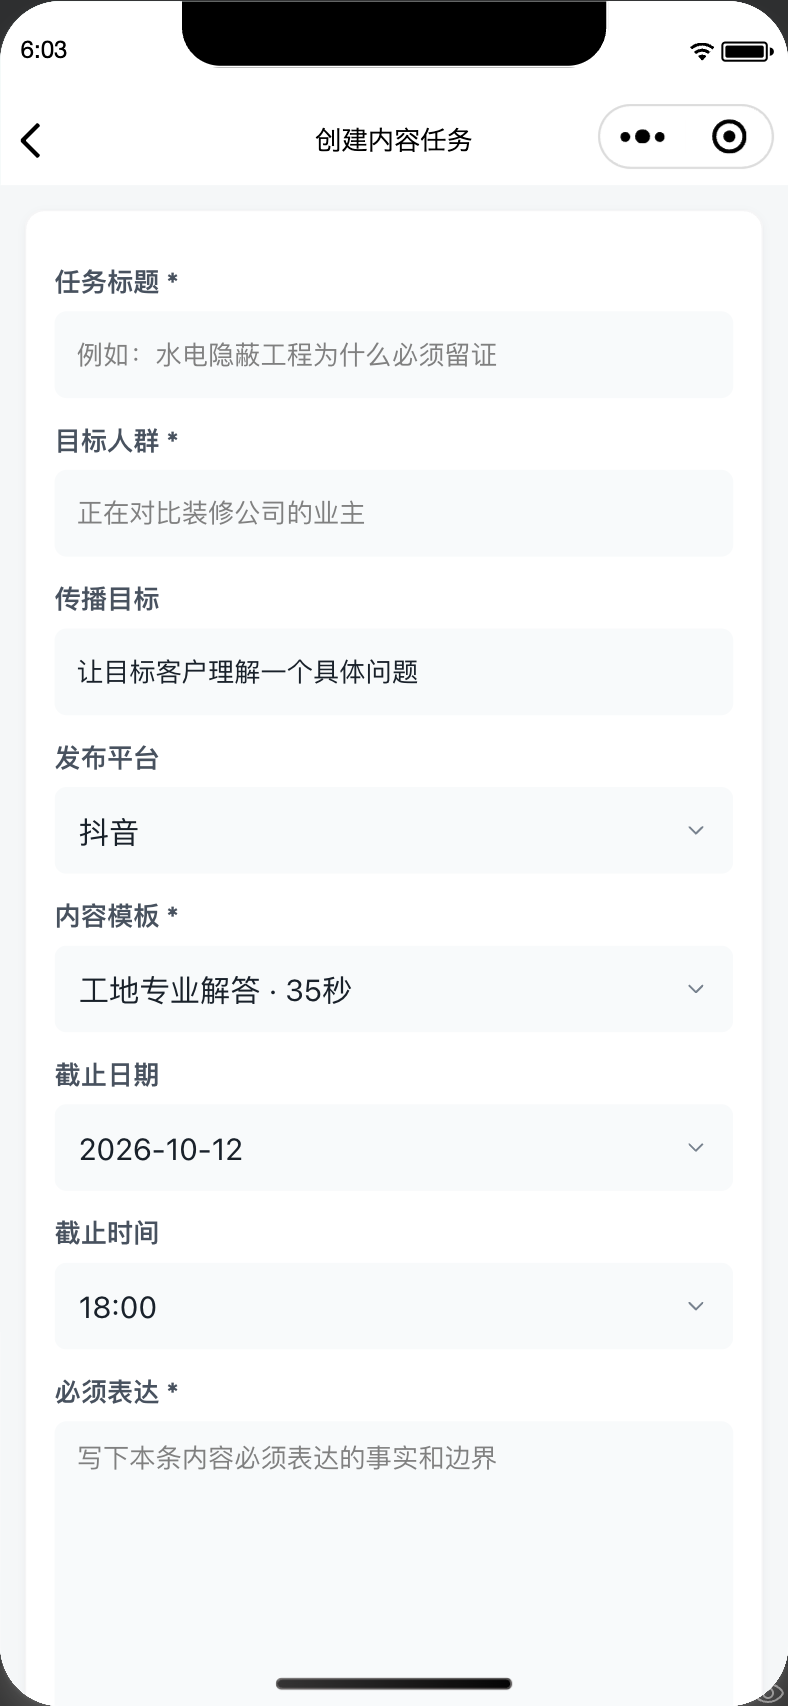 6:03
创建内容任务
任务标题 *
例如：水电隐蔽工程为什么必须留证
目标人群 *
正在对比装修公司的业主
传播目标
让目标客户理解一个具体问题
发布平台
抖音
内容模板 *
工地专业解答 · 35秒
截止日期
2026-10-12
截止时间
18:00
必须表达 *
写下本条内容必须表达的事实和边界